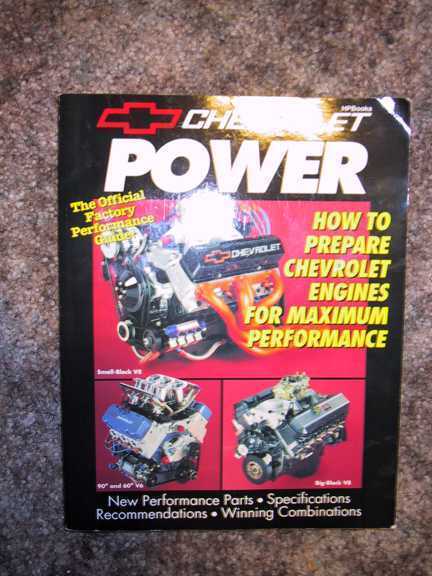 HPBooks
CHEVROLET
POWER
The Official
Factory
Performance
Guide!
HOW TO
PREPARE
CHEVROLET
ENGINES
FOR MAXIMUM
PERFORMANCE
CHEVROLET
Small-Block V8
90° and 60° V6
Big-Block V8
New Performance Parts • Specifications
Recommendations • Winning Combinations